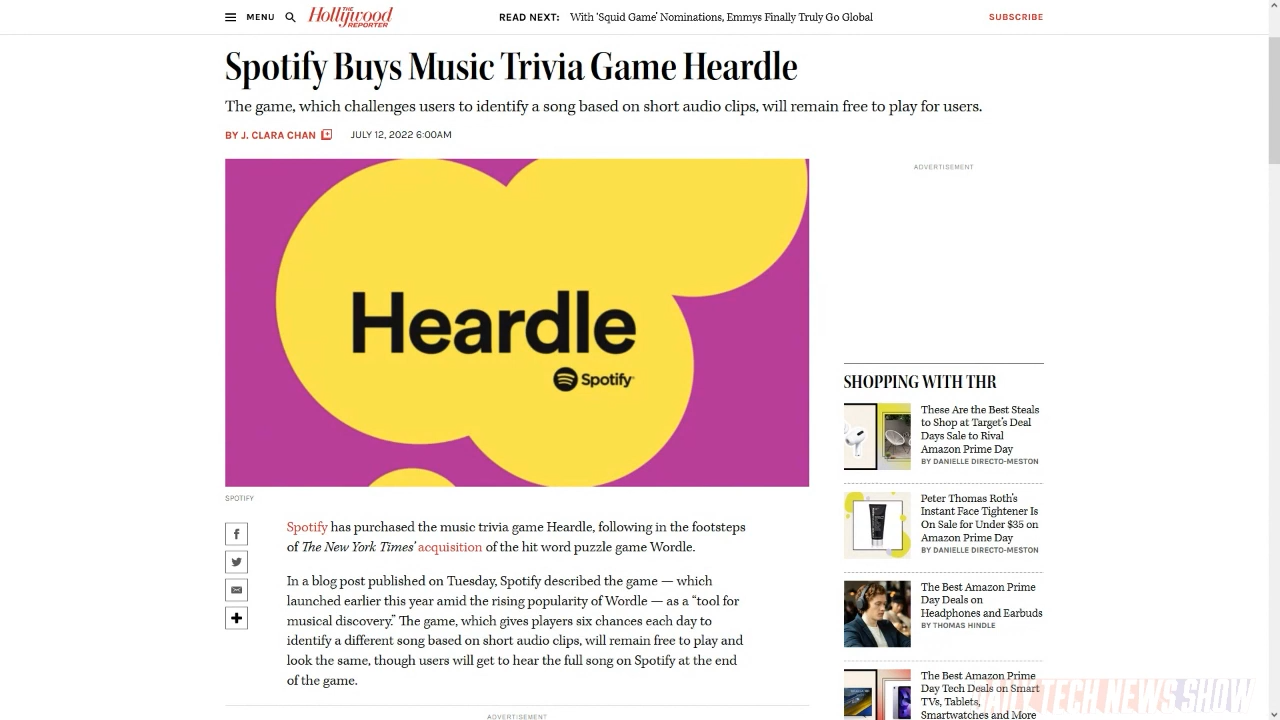 MENU
THE
Hollywood
REPORTER
READ NEXT: With 'Squid Game' Nominations, Emmys Finally Truly Go Global
SUBSCRIBE
Spotify Buys Music Trivia Game Heardle
The game, which challenges users to identify a song based on short audio clips, will remain free to play for users.
BY J. CLARA CHAN
JULY 12, 2022 6:00AM
Heardle
Spotify
SPOTIFY
Spotify has purchased the music trivia game Heardle, following in the footsteps
of The New York Times' acquisition of the hit word puzzle game Wordle.
In a blog post published on Tuesday, Spotify described the game — which
launched earlier this year amid the rising popularity of Wordle — as a “tool for
musical discovery.” The game, which gives players six chances each day to
identify a different song based on short audio clips, will remain free to play and
look the same, though users will get to hear the full song on Spotify at the end
of the game.
ADVERTISEMENT
ADVERTISEMENT
SHOPPING WITH THR
These Are the Best Steals
to Shop at Target's Deal
Days Sale to Rival
Amazon Prime Day
BY DANIELLE DIRECTO-MESTON
Peter Thomas Roth's
Instant Face Tightener Is
On Sale for Under $35 on
Amazon Prime Day
BY DANIELLE DIRECTO-MESTON
The Best Amazon Prime
Day Deals on
Headphones and Earbuds
BY THOMAS HINDLE
The Best Amazon Prime
Day Tech Deals on Smart
TVs, Tablets,
Smartwatches and More
TECH NEWS SHOW